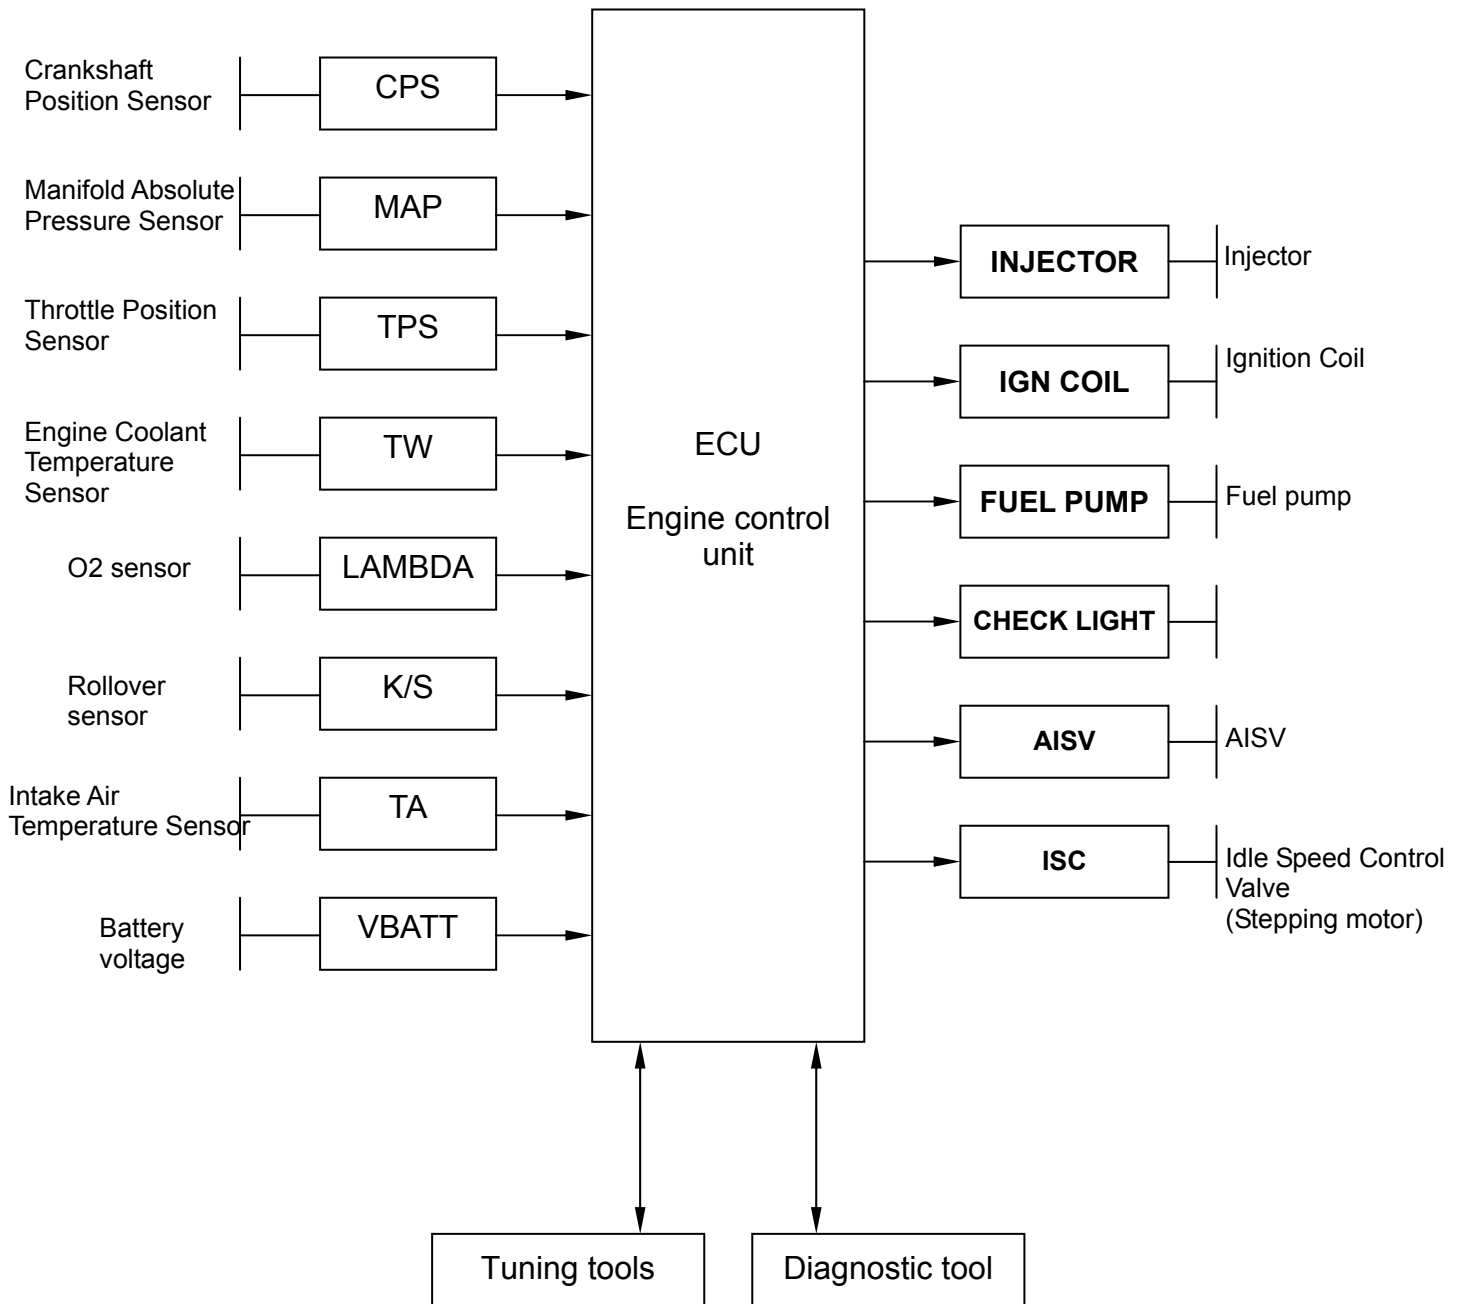 Crankshaft
Position Sensor
CPS
Manifold Absolute
Pressure Sensor
MAP
Throttle Position
Sensor
TPS
Engine Coolant
Temperature
Sensor
TW
O2 sensor
LAMBDA
Rollover
sensor
K/S
Intake Air
Temperature Sensor
TA
Battery
voltage
VBATT
ECU
Engine control
unit
INJECTOR
Injector
IGN COIL
Ignition Coil
FUEL PUMP
Fuel pump
CHECK LIGHT
AISV
AISV
ISC
Idle Speed Control
Valve
(Stepping motor)
Tuning tools
Diagnostic tool